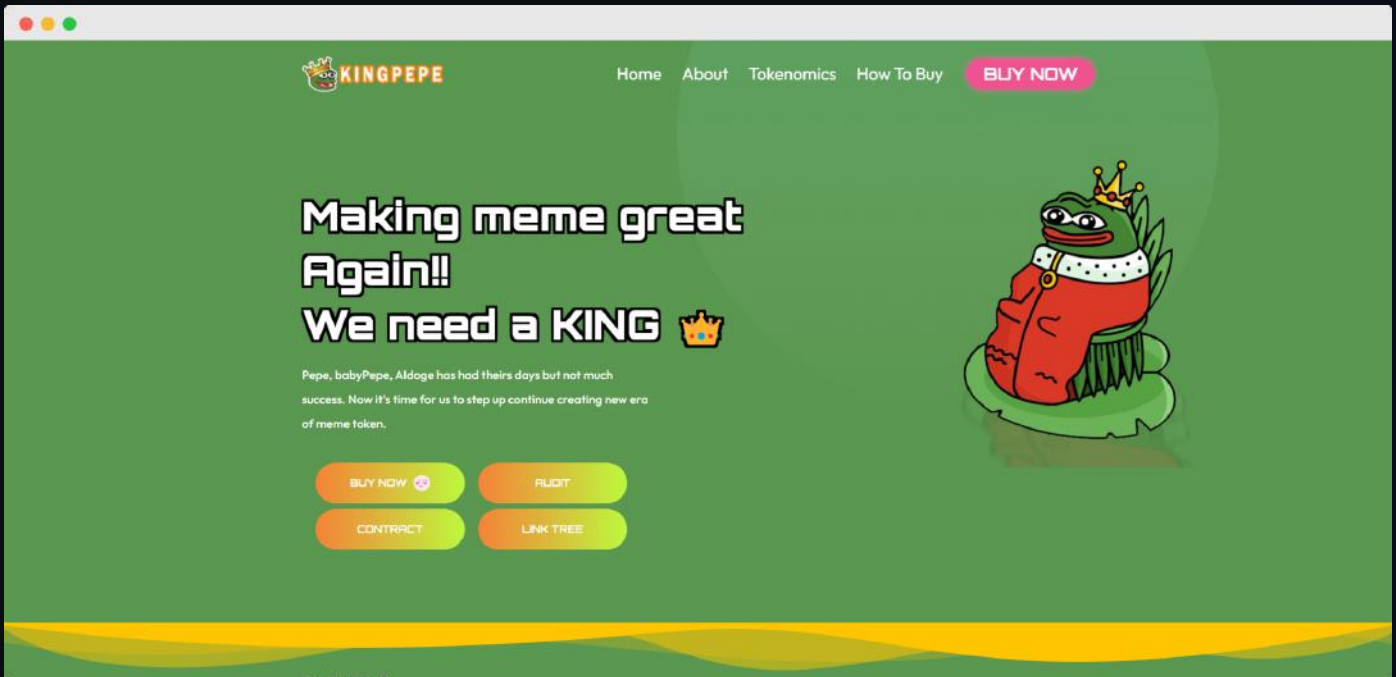 KINGPEPE
Home About Tokenomics How To Buy BUY NOW
Making meme great
Again!!
We need a KING
Pepe, babyPepe, AIdoge has had theirs days but not much
success. Now it's time for us to step up continue creating new era
of meme token.
BUY NOW AUDIT
CONTRACT LINK TREE